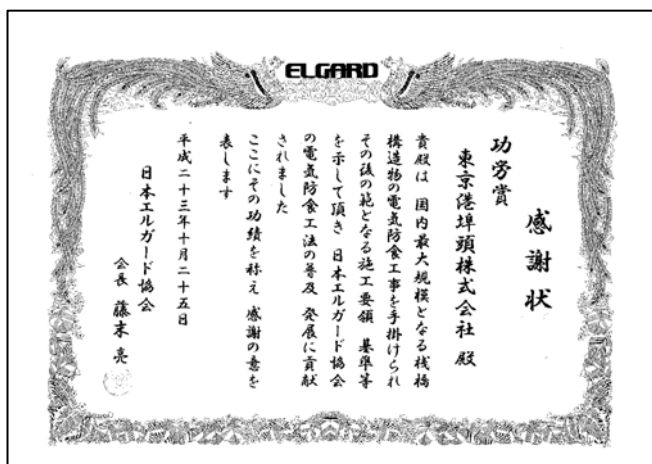 ELGARD
感謝状
功労賞
東京港埠頭株式会社 殿
貴殿は 国内最大規模となる桟橋
構造物の電気防食工事を手掛けられ
その後の範となる施工要領 基準等
を示して頂き 日本エルガード協会
の電気防食工法の普及 発展に貢献
されました
ここにその功績を称え 感謝の意を
表します
平成二十三年十月二十五日
日本エルガード協会
会長 藤末亮